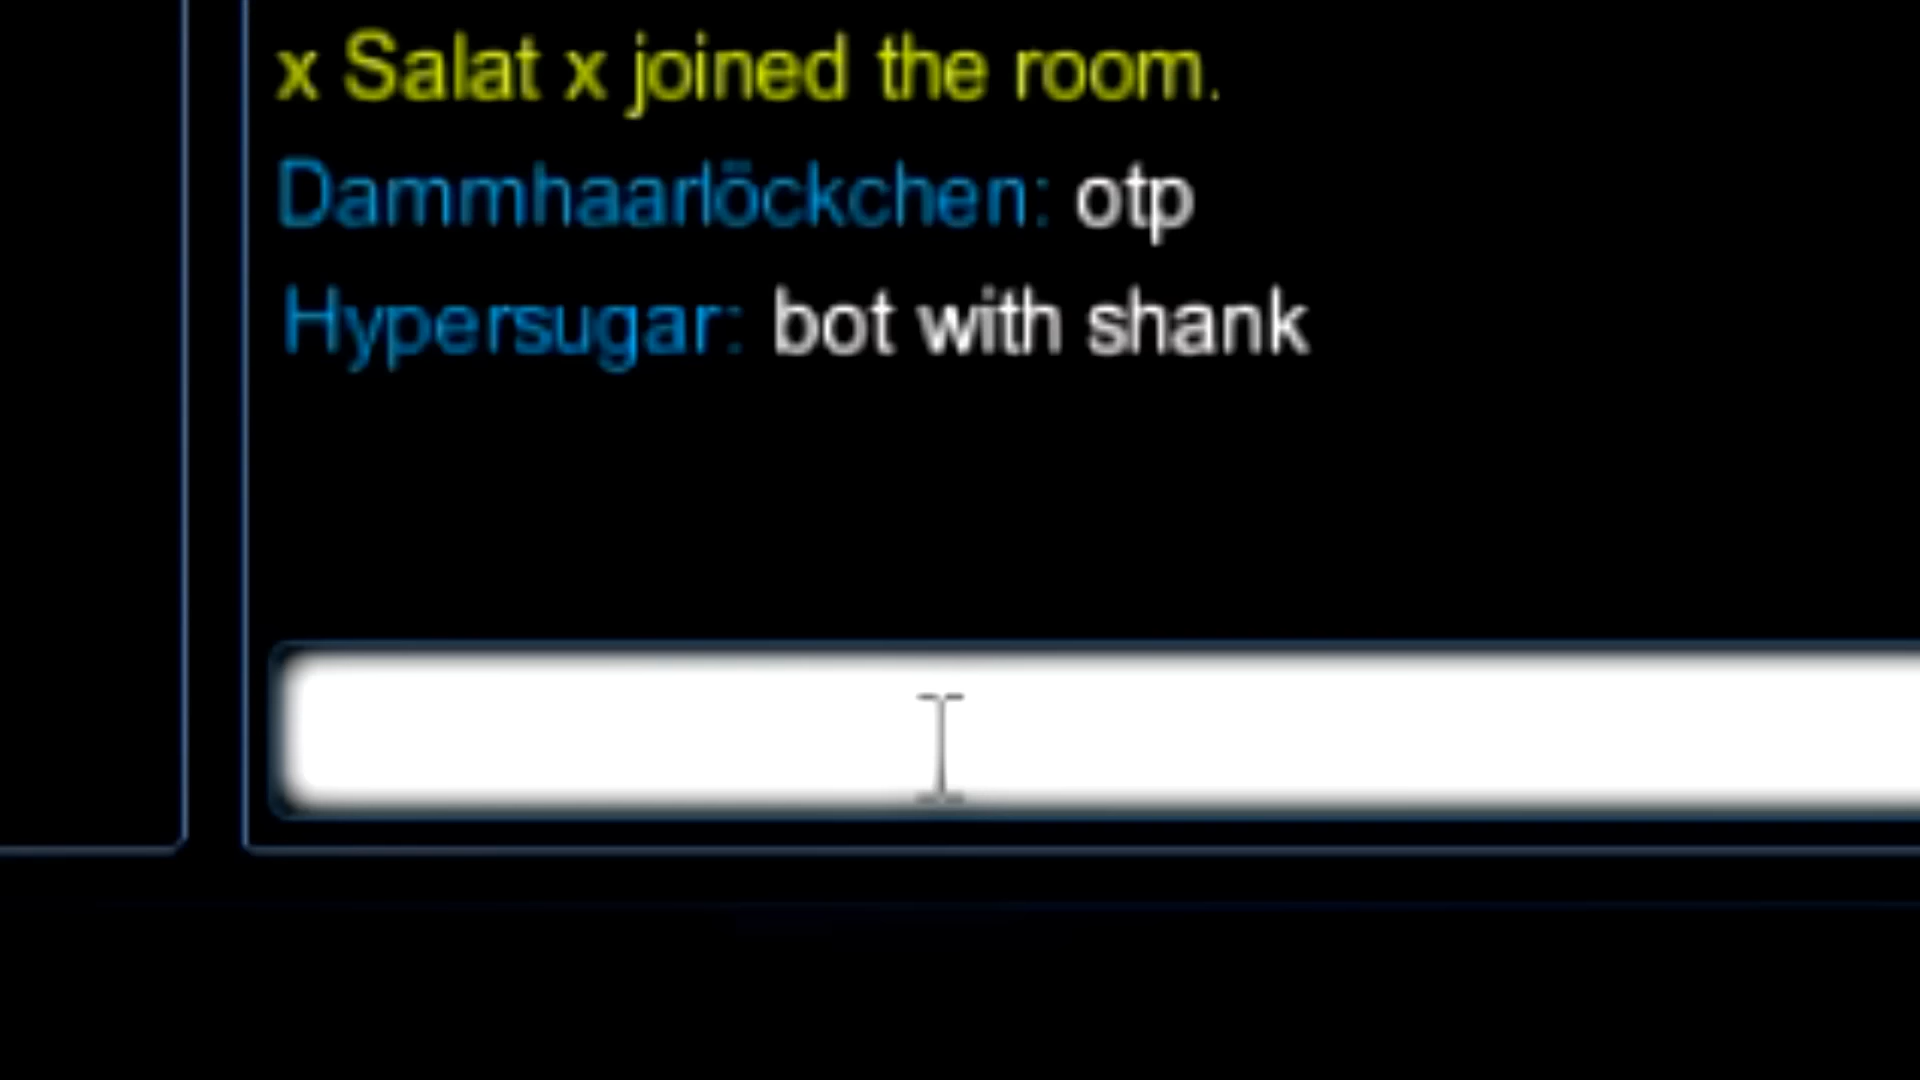 x Salat x joined the room.
Dammhaarlöckchen: otp
Hypersugar: bot with shank